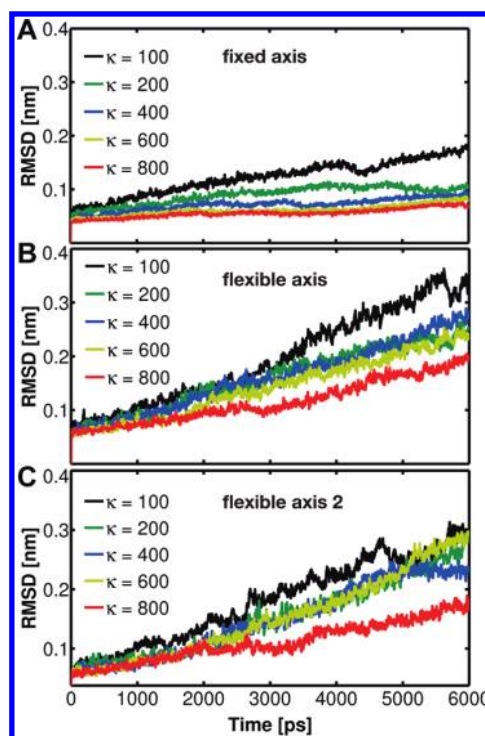 A
0.4
fixed axis
κ = 100
0.3
κ = 200
κ = 400
RMSD [nm]
0.2
κ = 600
κ = 800
0.1
B
0.4
κ = 100
flexible axis
0.3
κ = 200
κ = 400
RMSD [nm]
0.2
κ = 600
κ = 800
0.1
C
0.4
κ = 100
flexible axis 2
0.3
κ = 200
κ = 400
RMSD [nm]
0.2
κ = 600
κ = 800
0.1
0 1000 2000 3000 4000 5000 6000
Time [ps]